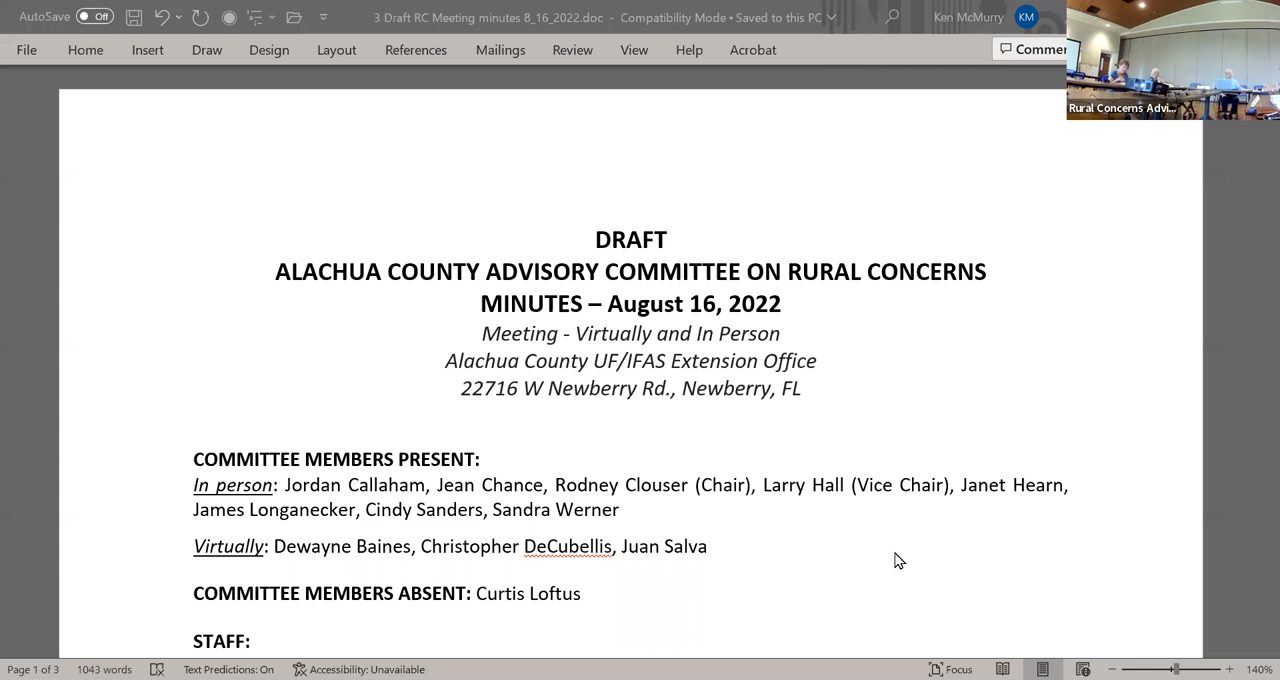 AutoSave Off 3 Draft RC Meeting minutes 8_16_2022.doc - Compatibility Mode • Saved to this PC Ken McMurry KM
File Home Insert Draw Design Layout References Mailings Review View Help Acrobat Commen
Rural Concerns Advi...
DRAFT
ALACHUA COUNTY ADVISORY COMMITTEE ON RURAL CONCERNS
MINUTES – August 16, 2022
Meeting - Virtually and In Person
Alachua County UF/IFAS Extension Office
22716 W Newberry Rd., Newberry, FL
COMMITTEE MEMBERS PRESENT:
In person: Jordan Callaham, Jean Chance, Rodney Clouser (Chair), Larry Hall (Vice Chair), Janet Hearn,
James Longanecker, Cindy Sanders, Sandra Werner
Virtually: Dewayne Baines, Christopher DeCubellis, Juan Salva
COMMITTEE MEMBERS ABSENT: Curtis Loftus
STAFF:
Page 1 of 3 1043 words Text Predictions: On Accessibility: Unavailable Focus 140%